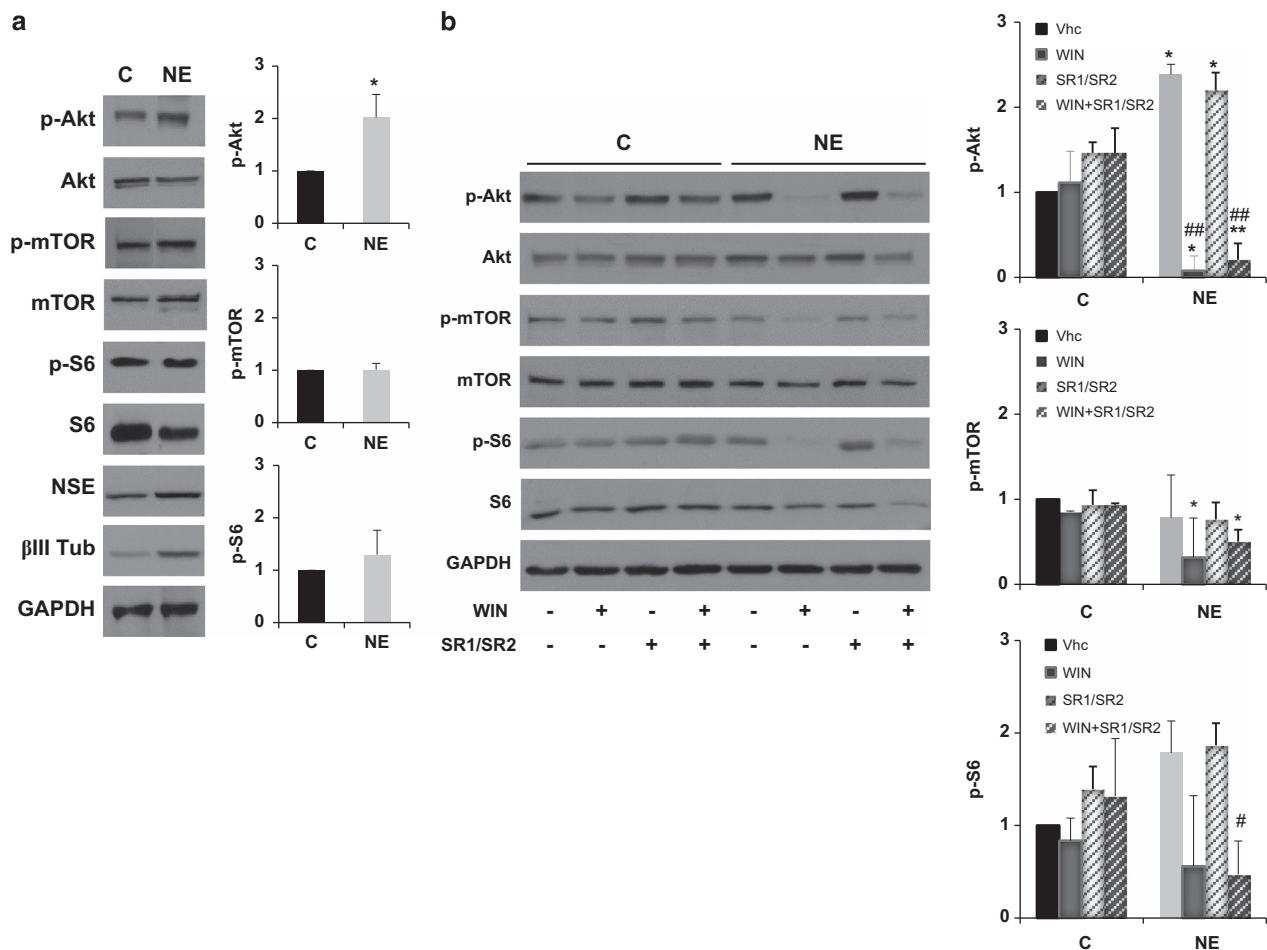 a
C NE
p-Akt
Akt
p-mTOR
mTOR
p-S6
S6
NSE
βIII Tub
GAPDH
3
2
1
0
p-Akt
*
C NE
3
2
1
0
p-mTOR
C NE
3
2
1
0
p-S6
C NE
b
C NE
p-Akt
Akt
p-mTOR
mTOR
p-S6
S6
GAPDH
WIN - + - + - + - +
SR1/SR2 - - + + - - + +
3
2
1
0
p-Akt
Vhc
WIN
SR1/SR2
WIN+SR1/SR2
* *
## ##
* **
C NE
3
2
1
0
p-mTOR
Vhc
WIN
SR1/SR2
WIN+SR1/SR2
* *
C NE
3
2
1
0
p-S6
Vhc
WIN
SR1/SR2
WIN+SR1/SR2
#
C NE